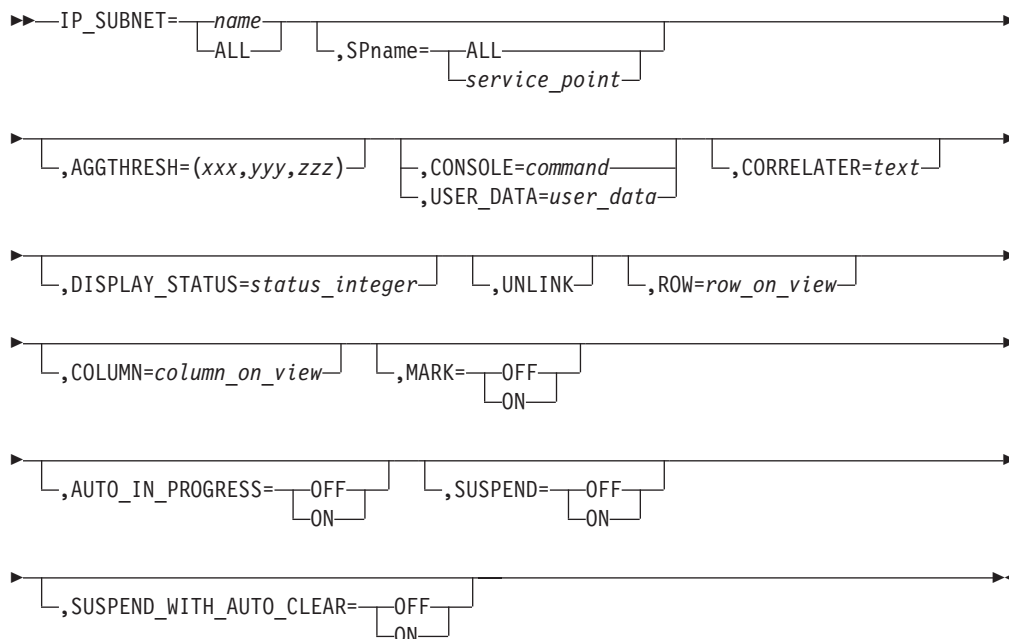 IP_SUBNET= name
ALL
,SPname= ALL
service_point
,AGGTHRESH=(xxx,yyy,zzz)
,CONSOLE=command
,USER_DATA=user_data
,CORRELATER=text
,DISPLAY_STATUS=status_integer
,UNLINK
,ROW=row_on_view
,COLUMN=column_on_view
,MARK= OFF
ON
,AUTO_IN_PROGRESS= OFF
ON
,SUSPEND= OFF
ON
,SUSPEND_WITH_AUTO_CLEAR= OFF
ON